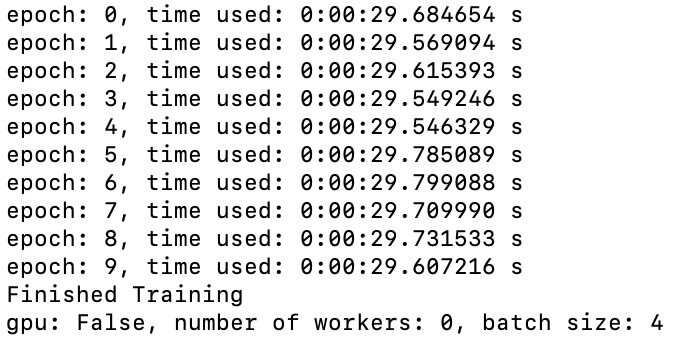 epoch: 0, time used: 0:00:29.684654 s
epoch: 1, time used: 0:00:29.569094 s
epoch: 2, time used: 0:00:29.615393 s
epoch: 3, time used: 0:00:29.549246 s
epoch: 4, time used: 0:00:29.546329 s
epoch: 5, time used: 0:00:29.785089 s
epoch: 6, time used: 0:00:29.799088 s
epoch: 7, time used: 0:00:29.709990 s
epoch: 8, time used: 0:00:29.731533 s
epoch: 9, time used: 0:00:29.607216 s
Finished Training
gpu: False, number of workers: 0, batch size: 4